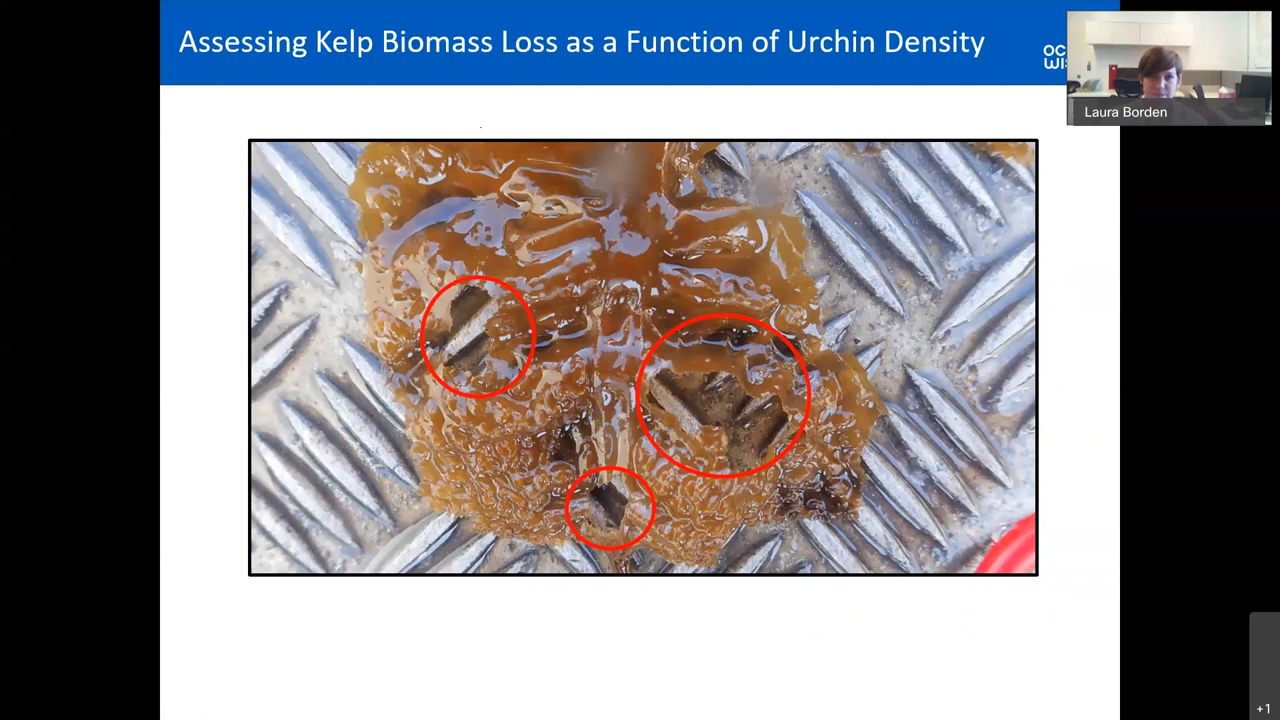 Assessing Kelp Biomass Loss as a Function of Urchin Density
Laura Borden
+1